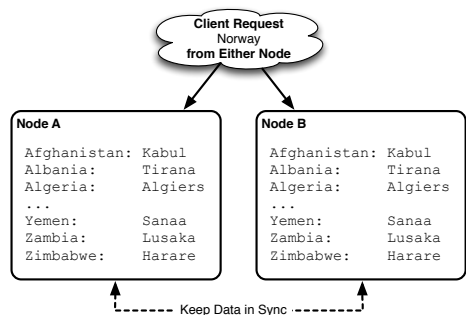 Client Request
Norway
from Either Node
Node A
Afghanistan: Kabul
Albania: Tirana
Algeria: Algiers
...
Yemen: Sanaa
Zambia: Lusaka
Zimbabwe: Harare
Node B
Afghanistan: Kabul
Albania: Tirana
Algeria: Algiers
...
Yemen: Sanaa
Zambia: Lusaka
Zimbabwe: Harare
Keep Data in Sync